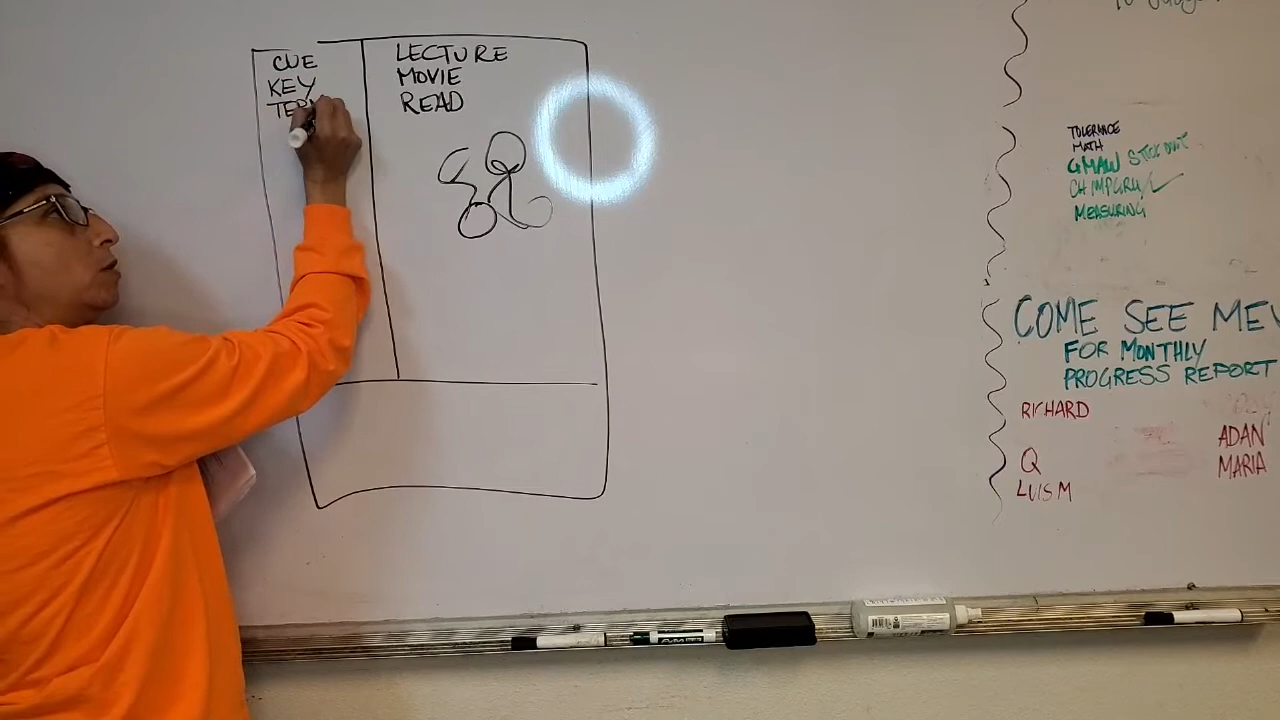 CUE
KEY
LECTURE
MOVIE
READ
TOLERANCE
MATH
GMAW
MEASURING
COME SEE ME
FOR MONTHLY
PROGRESS REPORT
RICHARD
Q
LUIS M
ADAN
MARIA
EXPO